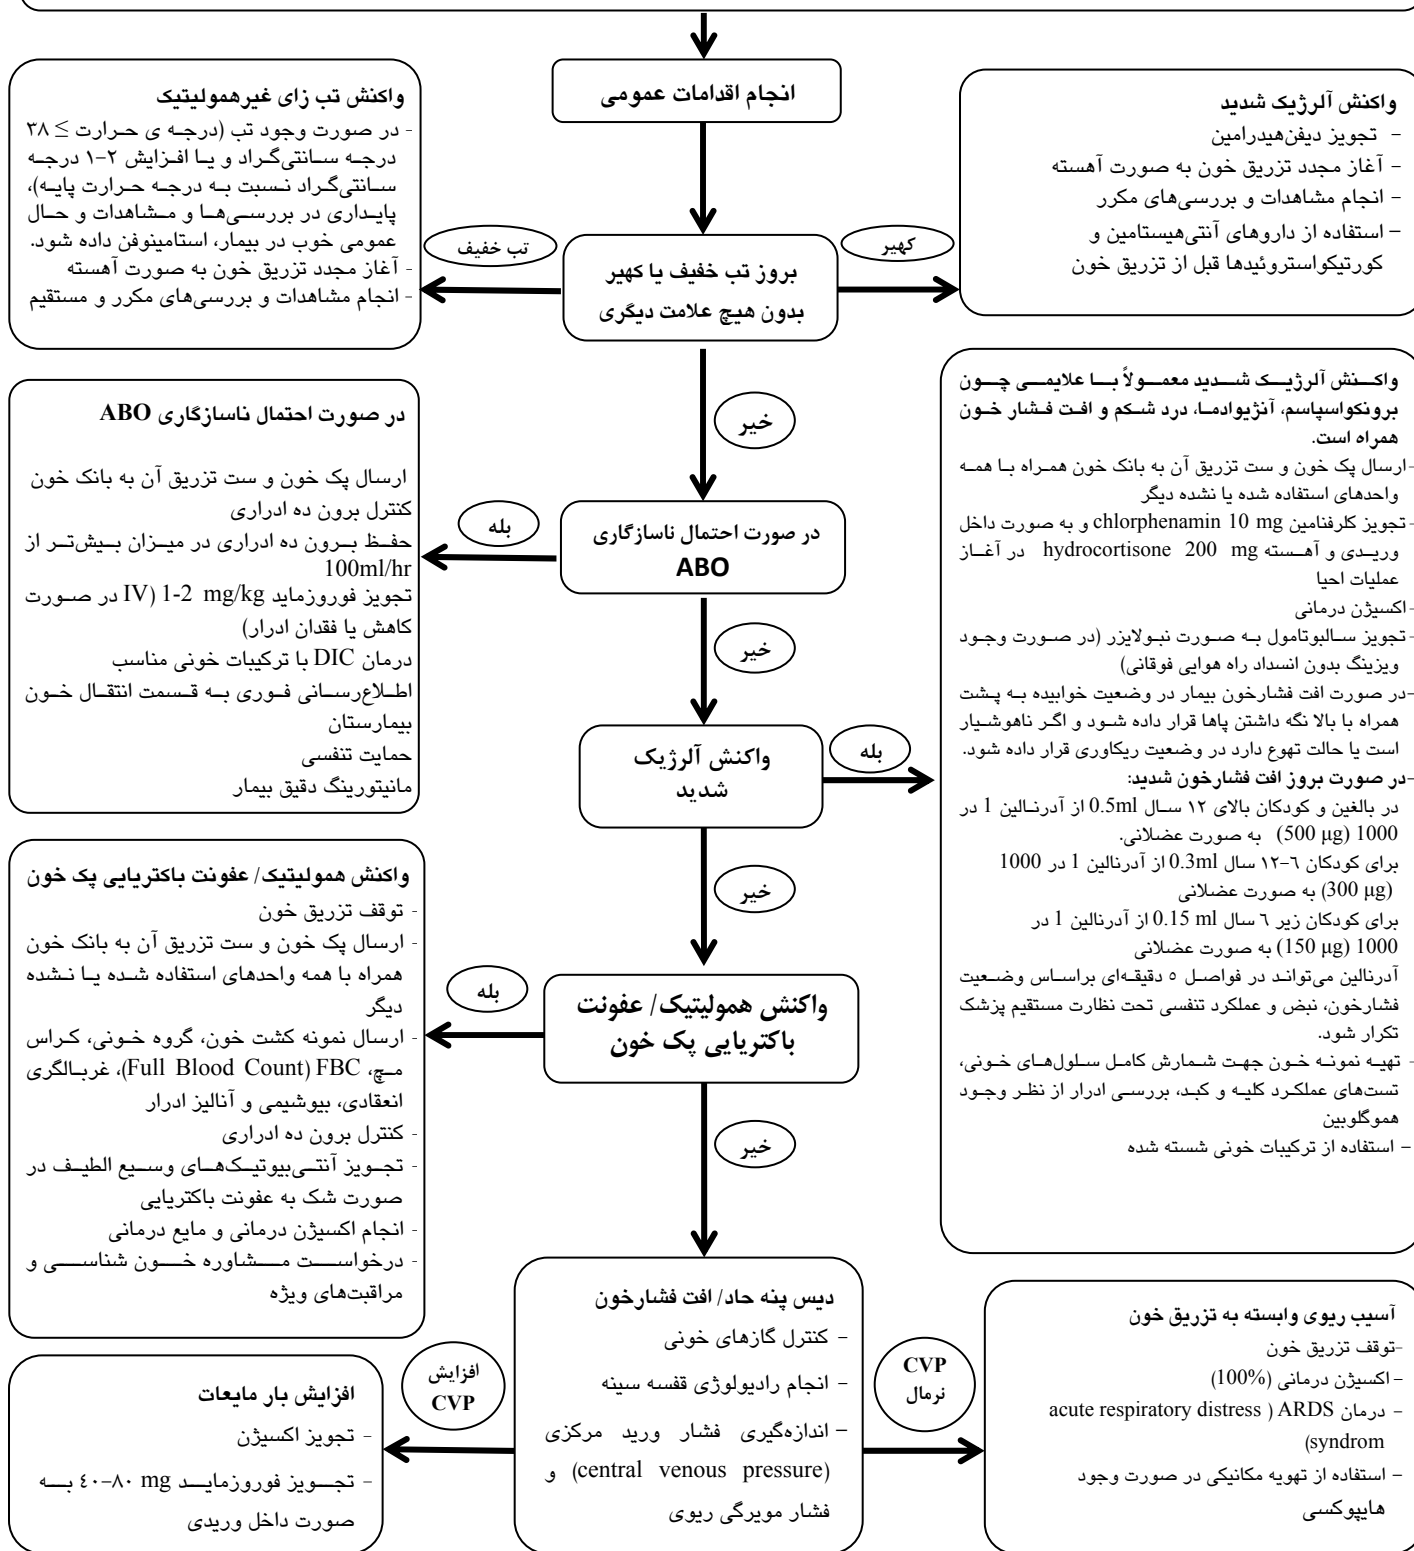 انجام اقدامات عمومی
واکنش آلرژیک شدید
- تجویز دیفن‌هیدرامین
- آغاز مجدد تزریق خون به صورت آهسته
- انجام مشاهدات و بررسی‌های مکرر
- استفاده از داروهای آنتی‌هیستامین و
کورتیکواستروئیدها قبل از تزریق خون
کهیر
بروز تب خفیف یا کهیر
بدون هیچ علامت دیگری
تب خفیف
واکنش تب زای غیرهمولیتیک
- در صورت وجود تب (درجه ی حرارت ≥ ۳۸
درجه سانتی‌گراد و یا افزایش ۲-۱ درجه
سانتی‌گراد نسبت به درجه حرارت پایه)،
پایداری در بررسی‌ها و مشاهدات و حال
عمومی خوب در بیمار، استامینوفن داده شود.
- آغاز مجدد تزریق خون به صورت آهسته
- انجام مشاهدات و بررسی‌های مکرر و مستقیم
خیر
در صورت احتمال ناسازگاری
ABO
بله
در صورت احتمال ناسازگاری ABO
ارسال پک خون و ست تزریق آن به بانک خون
کنترل برون ده ادراری
حفظ برون ده ادراری در میزان بیش‌تر از
100ml/hr
تجویز فوروزماید 1-2 mg/kg (IV در صورت
کاهش یا فقدان ادرار)
درمان DIC با ترکیبات خونی مناسب
اطلاع‌رسانی فوری به قسمت انتقال خون
بیمارستان
حمایت تنفسی
مانیتورینگ دقیق بیمار
خیر
واکنش آلرژیک
شدید
بله
واکنش آلرژیک شدید معمولاً با علایمی چون
برونکواسپاسم، آنژیوادما، درد شکم و افت فشار خون
همراه است.
-ارسال پک خون و ست تزریق آن به بانک خون همراه با همه
واحدهای استفاده شده یا نشده دیگر
-تجویز کلرفنامین chlorphenamin 10 mg و به صورت داخل
وریدی و آهسته hydrocortisone 200 mg در آغاز
عملیات احیا
-اکسیژن درمانی
-تجویز سالبوتامول به صورت نبولایزر (در صورت وجود
ویزینگ بدون انسداد راه هوایی فوقانی)
-در صورت افت فشارخون بیمار در وضعیت خوابیده به پشت
همراه با بالا نگه داشتن پاها قرار داده شود و اگر ناهوشیار
است یا حالت تهوع دارد در وضعیت ریکاوری قرار داده شود.
-در صورت بروز افت فشارخون شدید:
در بالغین و کودکان بالای ۱۲ سال 0.5ml از آدرنالین 1 در
1000 (500 µg) به صورت عضلانی.
برای کودکان ٦-۱۲ سال 0.3ml از آدرنالین 1 در 1000
(300 µg) به صورت عضلانی
برای کودکان زیر ٦ سال 0.15 ml از آدرنالین 1 در
1000 (150 µg) به صورت عضلانی
آدرنالین می‌تواند در فواصل ٥ دقیقه‌ای براساس وضعیت
فشارخون، نبض و عملکرد تنفسی تحت نظارت مستقیم پزشک
تکرار شود.
- تهیه نمونه خون جهت شمارش کامل سلول‌های خونی،
تست‌های عملکرد کلیه و کبد، بررسی ادرار از نظر وجود
هموگلوبین
- استفاده از ترکیبات خونی شسته شده
خیر
واکنش همولیتیک/ عفونت
باکتریایی پک خون
بله
واکنش همولیتیک/ عفونت باکتریایی پک خون
- توقف تزریق خون
- ارسال پک خون و ست تزریق آن به بانک خون
همراه با همه واحدهای استفاده شده یا نشده
دیگر
- ارسال نمونه کشت خون، گروه خونی، کراس
مچ، FBC (Full Blood Count)، غربالگری
انعقادی، بیوشیمی و آنالیز ادرار
- کنترل برون ده ادراری
- تجویز آنتی‌بیوتیک‌های وسیع الطیف در
صورت شک به عفونت باکتریایی
- انجام اکسیژن درمانی و مایع درمانی
- درخواست مشاوره خون شناسی و
مراقبت‌های ویژه
خیر
دیس پنه حاد/ افت فشارخون
- کنترل گازهای خونی
- انجام رادیولوژی قفسه سینه
- اندازه‌گیری فشار ورید مرکزی
(central venous pressure) و
فشار مویرگی ریوی
CVP
نرمال
آسیب ریوی وابسته به تزریق خون
-توقف تزریق خون
- اکسیژن درمانی (100%)
- درمان ARDS ( acute respiratory distress
syndrom)
- استفاده از تهویه مکانیکی در صورت وجود
هایپوکسی
افزایش
CVP
افزایش بار مایعات
- تجویز اکسیژن
- تجویز فوروزماید mg ٤٠-٨٠ به
صورت داخل وریدی